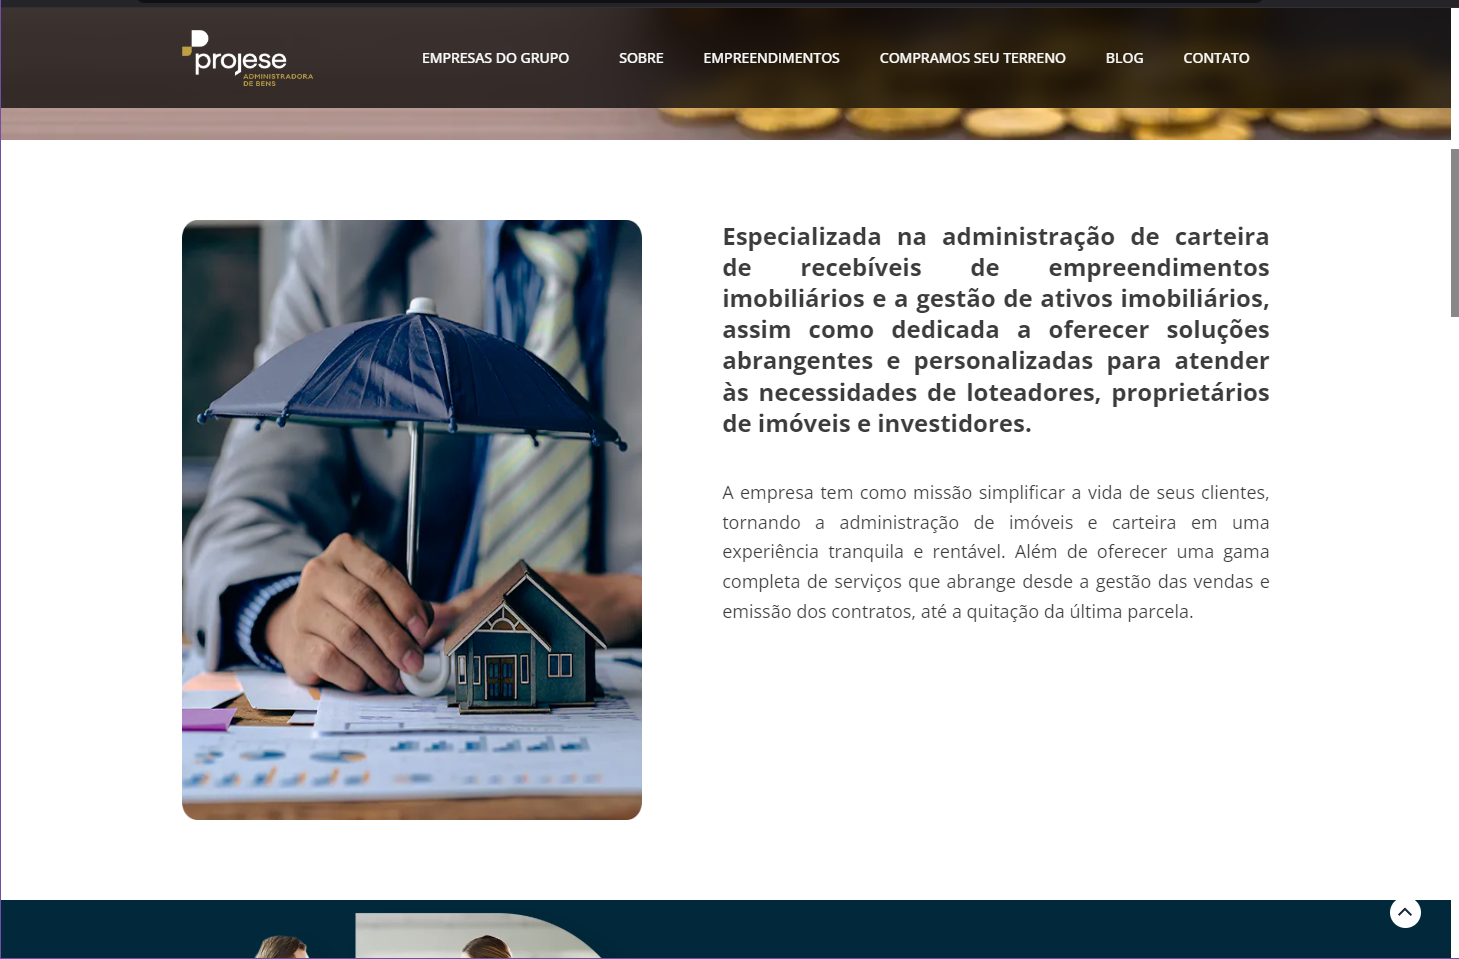 projese
ADMINISTRADORA
DE BENS
EMPRESAS DO GRUPO
SOBRE
EMPREENDIMENTOS
COMPRAMOS SEU TERRENO
BLOG
CONTATO
Especializada na administração de carteira
de recebíveis de empreendimentos
imobiliários e a gestão de ativos imobiliários,
assim como dedicada a oferecer soluções
abrangentes e personalizadas para atender
às necessidades de loteadores, proprietários
de imóveis e investidores.
A empresa tem como missão simplificar a vida de seus clientes,
tornando a administração de imóveis e carteira em uma
experiência tranquila e rentável. Além de oferecer uma gama
completa de serviços que abrange desde a gestão das vendas e
emissão dos contratos, até a quitação da última parcela.